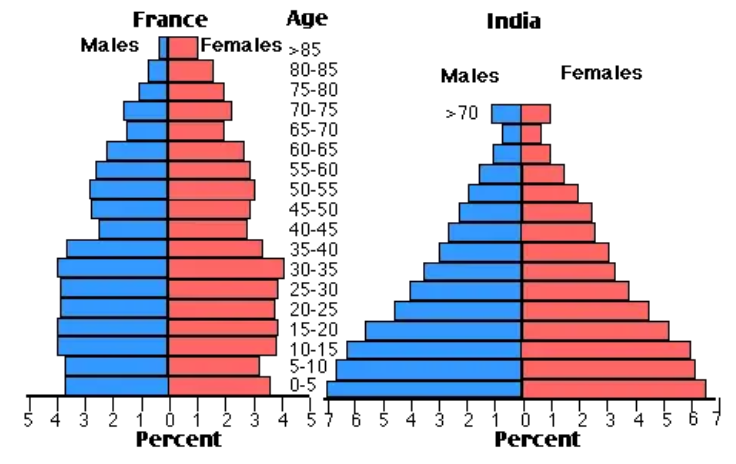 France
Age
India
Males
Females
>85
80-85
75-80
70-75
65-70
60-65
55-60
50-55
45-50
40-45
35-40
30-35
25-30
20-25
15-20
10-15
5-10
0-5
Males
Females
>70
5 4 3 2 1 0 1 2 3 4 5
Percent
7 6 5 4 3 2 1 0 1 2 3 4 5 6 7
Percent